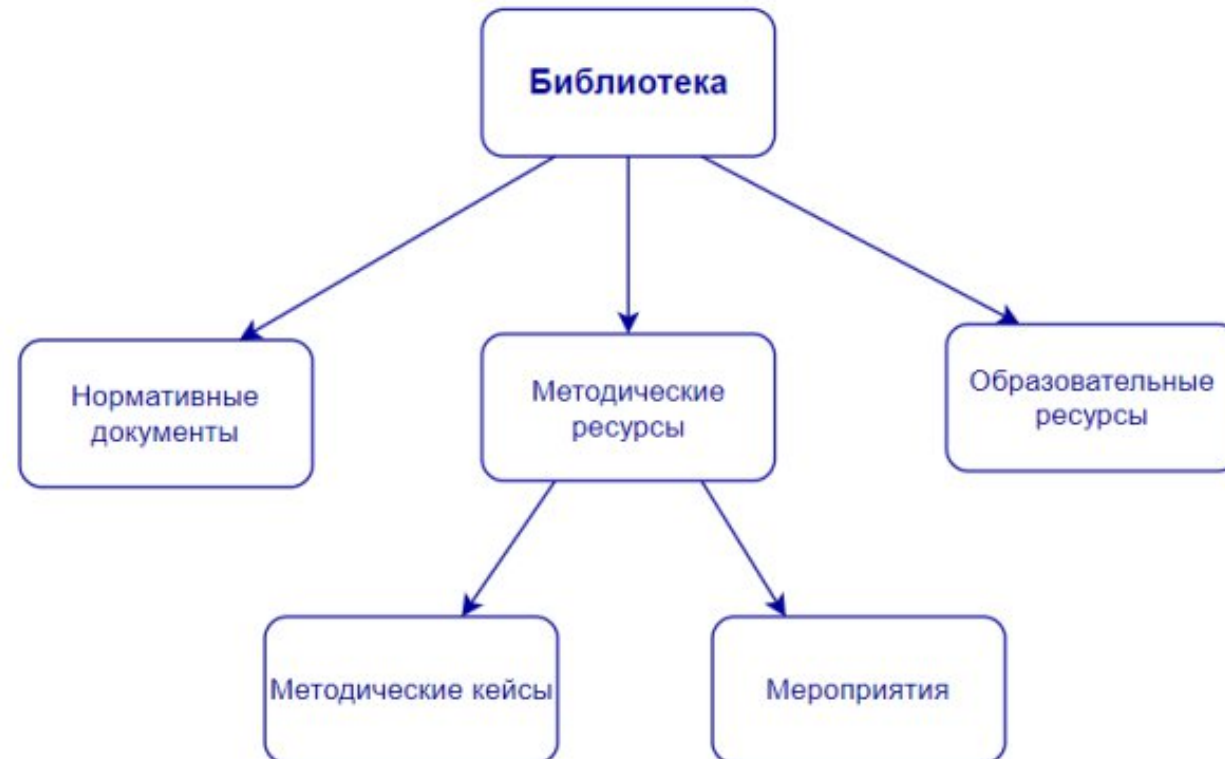 Библиотека
Нормативные
документы
Методические
ресурсы
Образовательные
ресурсы
Методические кейсы
Мероприятия